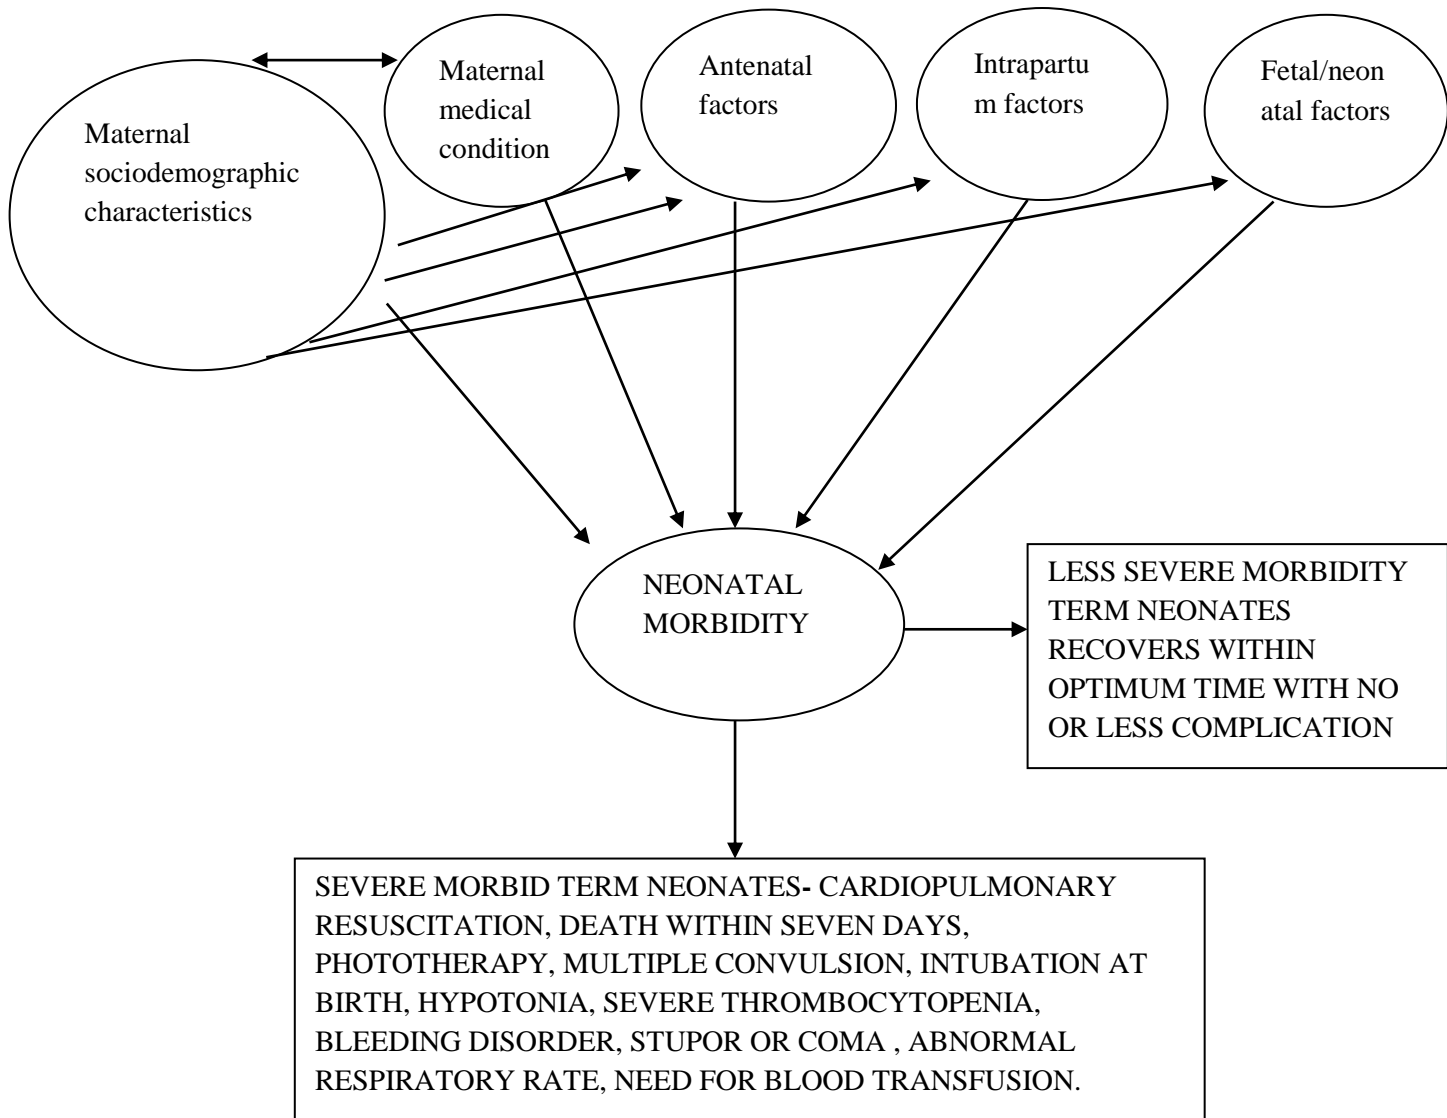 Maternal
sociodemographic
characteristics
Maternal
medical
condition
Antenatal
factors
Intrapartu
m factors
Fetal/neon
atal factors
NEONATAL
MORBIDITY
LESS SEVERE MORBIDITY
TERM NEONATES
RECOVERS WITHIN
OPTIMUM TIME WITH NO
OR LESS COMPLICATION
SEVERE MORBID TERM NEONATES- CARDIOPULMONARY
RESUSCITATION, DEATH WITHIN SEVEN DAYS,
PHOTOTHERAPY, MULTIPLE CONVULSION, INTUBATION AT
BIRTH, HYPOTONIA, SEVERE THROMBOCYTOPENIA,
BLEEDING DISORDER, STUPOR OR COMA , ABNORMAL
RESPIRATORY RATE, NEED FOR BLOOD TRANSFUSION.